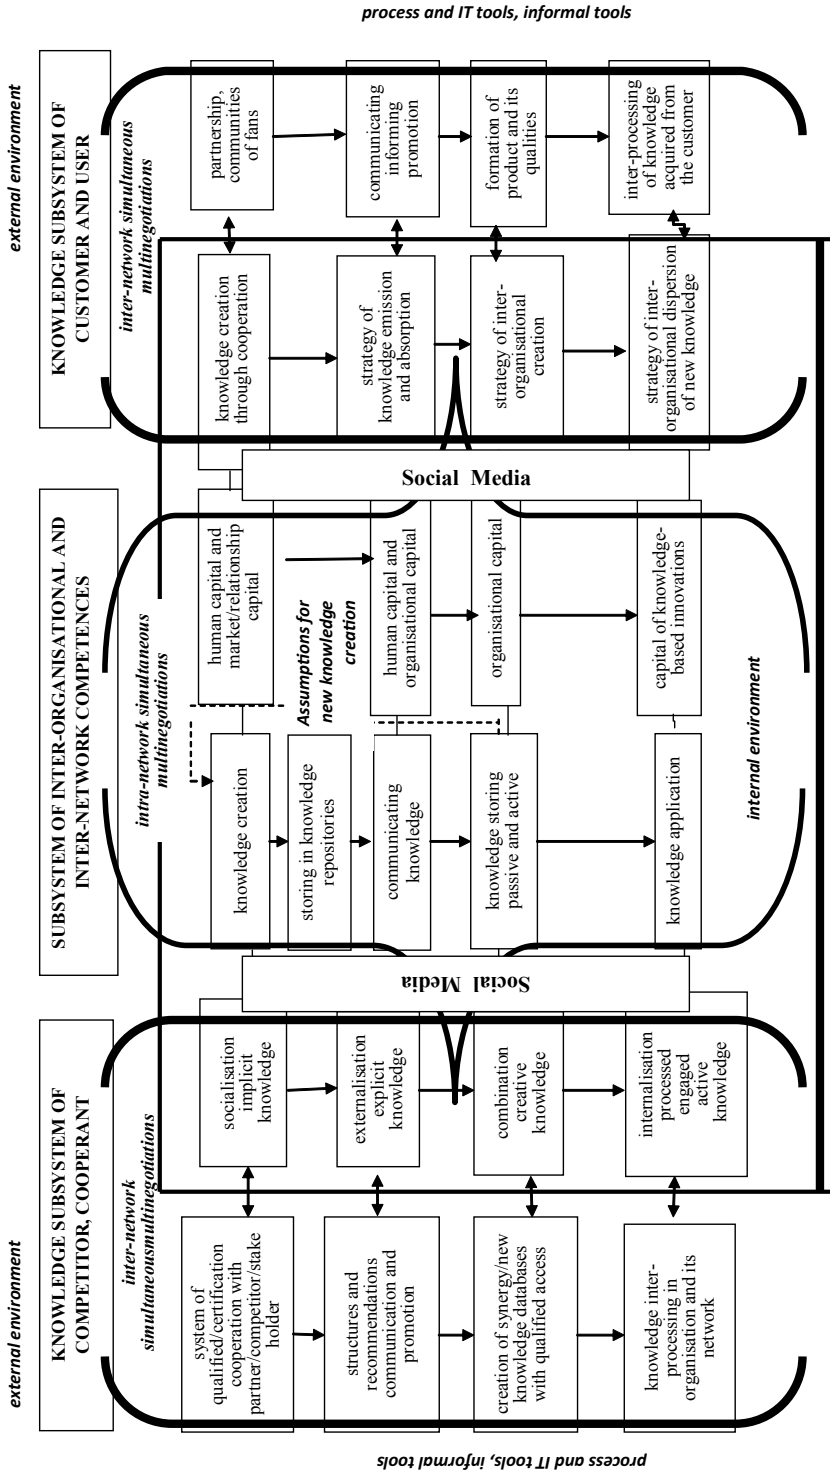 external environment
external environment
KNOWLEDGE SUBSYSTEM OF
COMPETITOR, COOPERANT
SUBSYSTEM OF INTER-ORGANISATIONAL AND
INTER-NETWORK COMPETENCES
KNOWLEDGE SUBSYSTEM OF
CUSTOMER AND USER
inter-network
simultaneousmultinegotiations
intra-network simultaneous
multinegotiations
inter-network simultaneous
multinegotiations
process and IT tools, informal tools
system of
qualified/certification
cooperation with
partner/competitor/stake
holder
structures and
recommendations
communication and
promotion
creation of synergy/new
knowledge databases
with qualified access
knowledge inter-
processing in
organisation and its
network
socialisation
implicit
knowledge
externalisation
explicit
knowledge
combination
creative
knowledge
internalisation
processed
engaged
active
knowledge
Social Media
knowledge creation
storing in knowledge
repositories
communicating
knowledge
knowledge storing
passive and active
knowledge application
Assumptions for
new knowledge
creation
human capital and
market/relationship
capital
human capital and
organisational capital
organisational capital
capital of knowledge-
based innovations
internal environment
Social Media
knowledge creation
through cooperation
strategy of
knowledge emission
and absorption
strategy of inter-
organisational
creation
strategy of inter-
organisational dispersion
of new knowledge
partnership,
communities
of fans
communicating
informing
promotion
formation of
product and its
qualities
inter-processing
of knowledge
acquired from
the customer
process and IT tools, informal tools